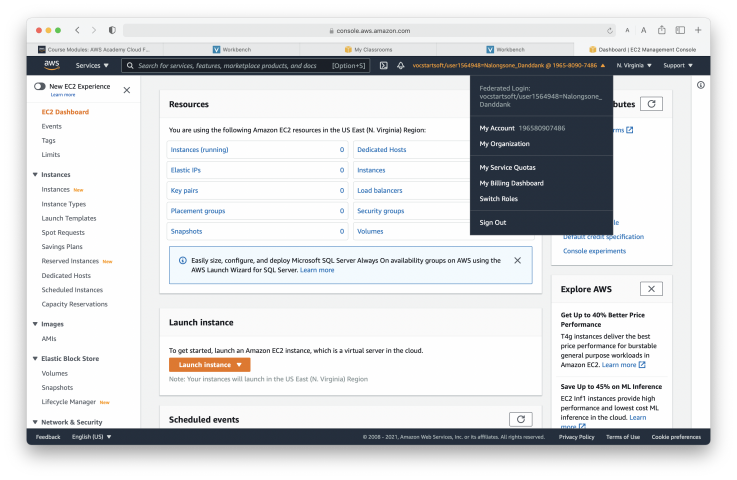 console.aws.amazon.com
A A
Course Modules: AWS Academy Cloud F...
Workbench
My Classrooms
Workbench
Dashboard | EC2 Management Console
aws
Services ▼
Search for services, features, marketplace products, and docs [Option+S]
vocstartsoft/user1564948=Nalongsone_Danddank @ 1965-8090-7486 ▲
N. Virginia ▼
Support ▼
New EC2 Experience
Learn more
EC2 Dashboard
Events
Tags
Limits
▼ Instances
Instances New
Instance Types
Launch Templates
Spot Requests
Savings Plans
Reserved Instances New
Dedicated Hosts
Scheduled Instances
Capacity Reservations
▼ Images
AMIs
▼ Elastic Block Store
Volumes
Snapshots
Lifecycle Manager New
▼ Network & Security
Resources
You are using the following Amazon EC2 resources in the US East (N. Virginia) Region:
Instances (running) 0
Dedicated Hosts
Elastic IPs 0
Instances
Key pairs 0
Load balancers
Placement groups 0
Security groups
Snapshots 0
Volumes
Easily size, configure, and deploy Microsoft SQL Server Always On availability groups on AWS using the
AWS Launch Wizard for SQL Server. Learn more
Launch instance
To get started, launch an Amazon EC2 instance, which is a virtual server in the cloud.
Launch instance ▼
Note: Your instances will launch in the US East (N. Virginia) Region
Scheduled events
Federated Login:
vocstartsoft/user1564948=Nalongsone_
Danddank
My Account 196580907486
My Organization
My Service Quotas
My Billing Dashboard
Switch Roles
Sign Out
butes
rms
le
Default credit specification
Console experiments
Explore AWS
Get Up to 40% Better Price
Performance
T4g instances deliver the best
price performance for burstable
general purpose workloads in
Amazon EC2. Learn more
Save Up to 45% on ML Inference
EC2 Inf1 instances provide high
performance and lowest cost ML
inference in the cloud. Learn
more
Feedback
English (US) ▼
© 2008 - 2021, Amazon Web Services, Inc. or its affiliates. All rights reserved.
Privacy Policy
Terms of Use
Cookie preferences